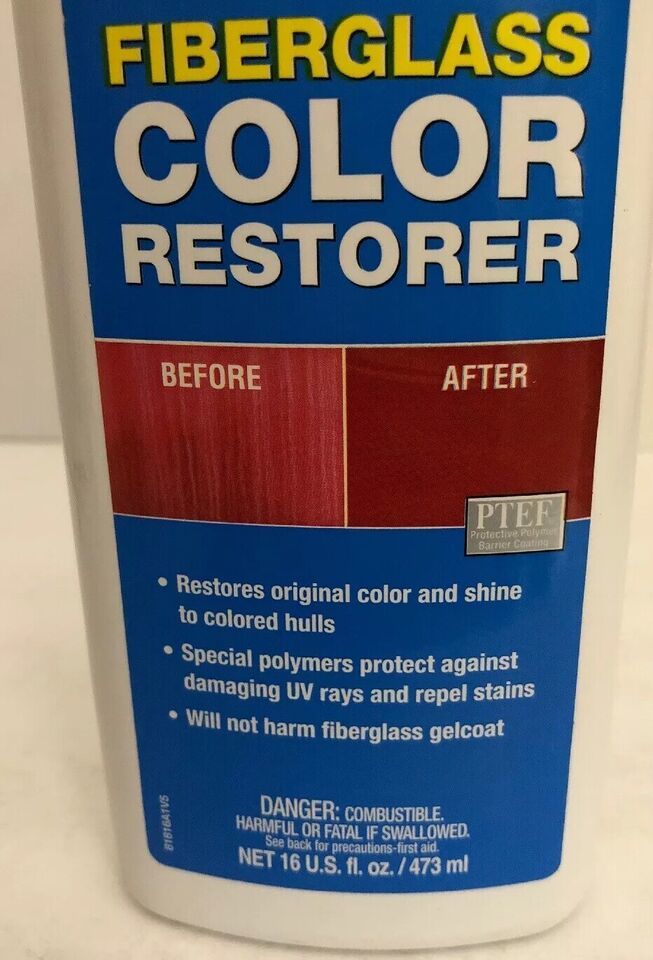 FIBERGLASS
COLOR
RESTORER
BEFORE
AFTER
PTEF
Protective Polymer
Barrier Coating
• Restores original color and shine
to colored hulls
• Special polymers protect against
damaging UV rays and repel stains
• Will not harm fiberglass gelcoat
81616A1V5
DANGER: COMBUSTIBLE.
HARMFUL OR FATAL IF SWALLOWED.
See back for precautions-first aid.
NET 16 U.S. fl. oz. / 473 ml